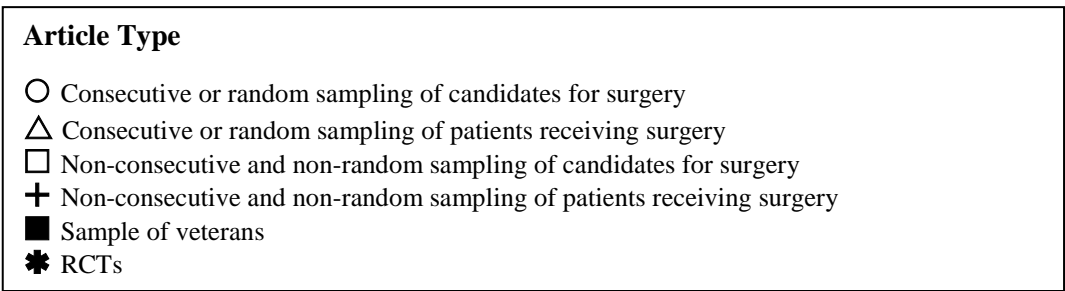 Article Type
○ Consecutive or random sampling of candidates for surgery
△ Consecutive or random sampling of patients receiving surgery
□ Non-consecutive and non-random sampling of candidates for surgery
+ Non-consecutive and non-random sampling of patients receiving surgery
■ Sample of veterans
✱ RCTs